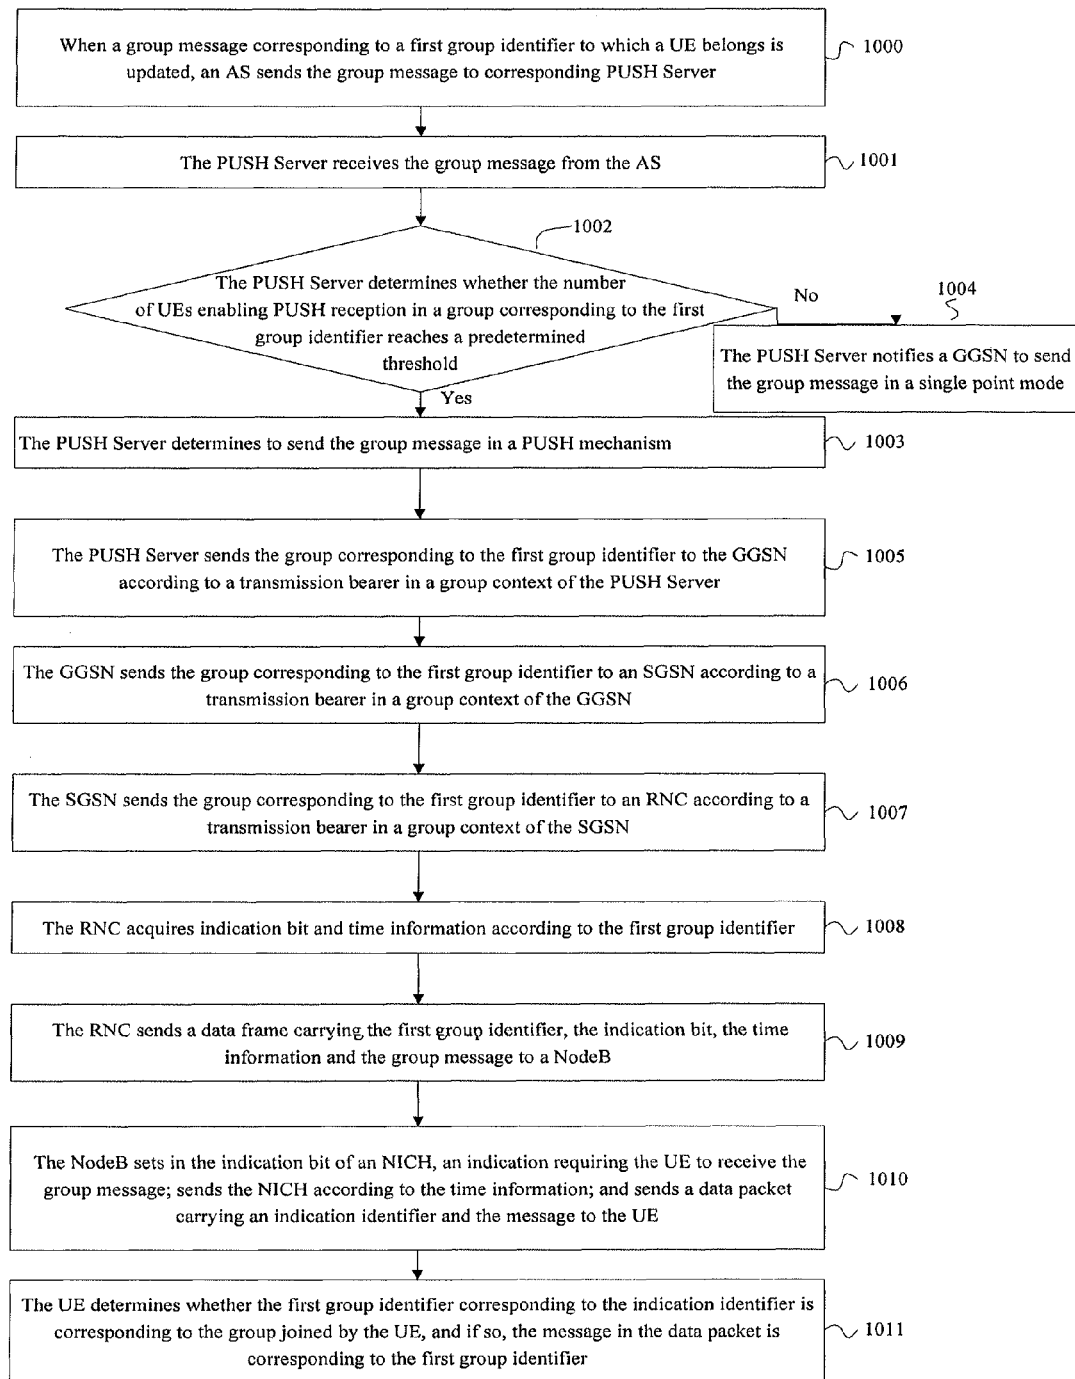 When a group message corresponding to a first group identifier to which a UE belongs is
updated, an AS sends the group message to corresponding PUSH Server
1000
The PUSH Server receives the group message from the AS
1001
1002
The PUSH Server determines whether the number
of UEs enabling PUSH reception in a group corresponding to the first
group identifier reaches a predetermined
threshold
No
1004
The PUSH Server notifies a GGSN to send
the group message in a single point mode
Yes
The PUSH Server determines to send the group message in a PUSH mechanism
1003
The PUSH Server sends the group corresponding to the first group identifier to the GGSN
according to a transmission bearer in a group context of the PUSH Server
1005
The GGSN sends the group corresponding to the first group identifier to an SGSN according to a
transmission bearer in a group context of the GGSN
1006
The SGSN sends the group corresponding to the first group identifier to an RNC according to a
transmission bearer in a group context of the SGSN
1007
The RNC acquires indication bit and time information according to the first group identifier
1008
The RNC sends a data frame carrying the first group identifier, the indication bit, the time
information and the group message to a NodeB
1009
The NodeB sets in the indication bit of an NICH, an indication requiring the UE to receive the
group message; sends the NICH according to the time information; and sends a data packet
carrying an indication identifier and the message to the UE
1010
The UE determines whether the first group identifier corresponding to the indication identifier is
corresponding to the group joined by the UE, and if so, the message in the data packet is
corresponding to the first group identifier
1011